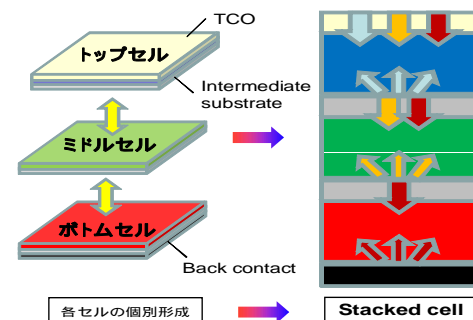 TCO
トップセル
Intermediate
substrate
ミドルセル
ボトムセル
Back contact
各セルの個別形成
Stacked cell